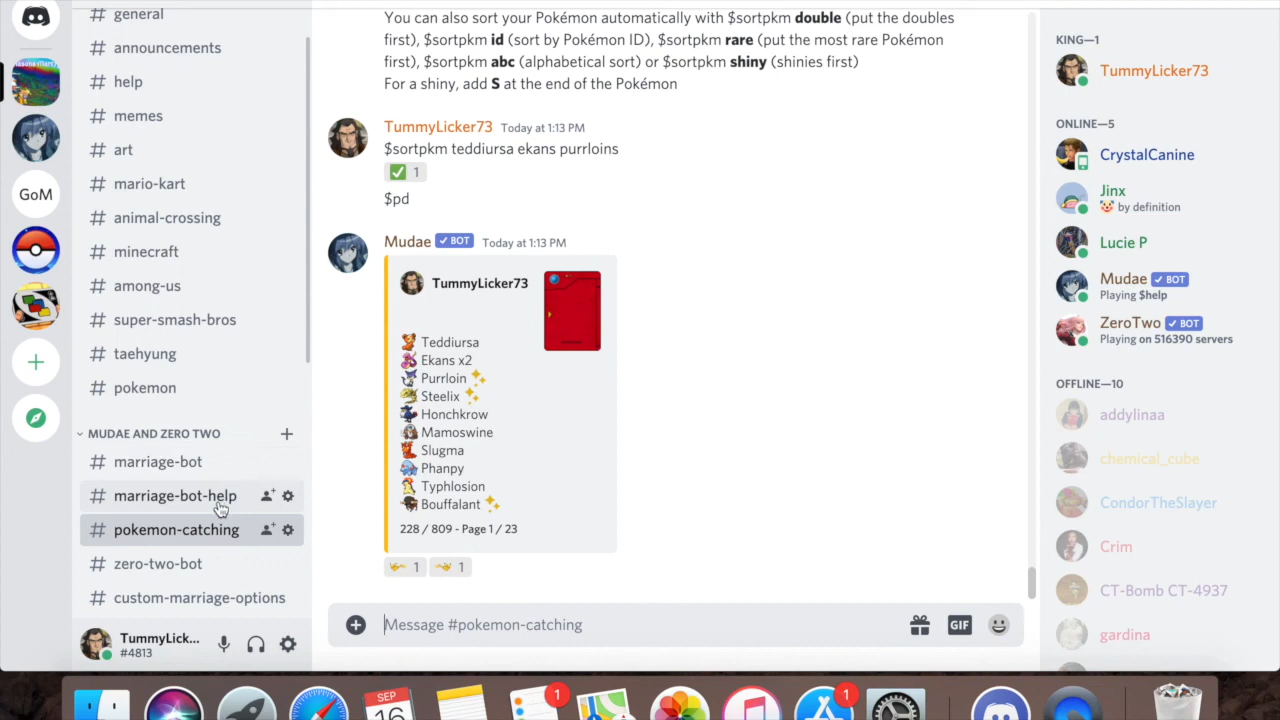 general
announcements
help
memes
art
mario-kart
animal-crossing
minecraft
among-us
super-smash-bros
taehyung
pokemon
MUDAE AND ZERO TWO
marriage-bot
marriage-bot-help
pokemon-catching
zero-two-bot
custom-marriage-options
TummyLick...
#4813
GoM
You can also sort your Pokémon automatically with $sortpkm double (put the doubles
first), $sortpkm id (sort by Pokémon ID), $sortpkm rare (put the most rare Pokémon
first), $sortpkm abc (alphabetical sort) or $sortpkm shiny (shinies first)
For a shiny, add S at the end of the Pokémon
TummyLicker73 Today at 1:13 PM
$sortpkm teddiursa ekans purrloins
1
$pd
Mudae BOT Today at 1:13 PM
TummyLicker73
Teddiursa
Ekans x2
Purrloin
Steelix
Honchkrow
Mamoswine
Slugma
Phanpy
Typhlosion
Bouffalant
228 / 809 - Page 1 / 23
1 1
Message #pokemon-catching
GIF
KING—1
TummyLicker73
ONLINE—5
CrystalCanine
Jinx
by definition
Lucie P
Mudae BOT
Playing $help
ZeroTwo BOT
Playing on 516390 servers
OFFLINE—10
addylinaa
chemical_cube
CondorTheSlayer
Crim
CT-Bomb CT-4937
gardina
SEP
16
1
1